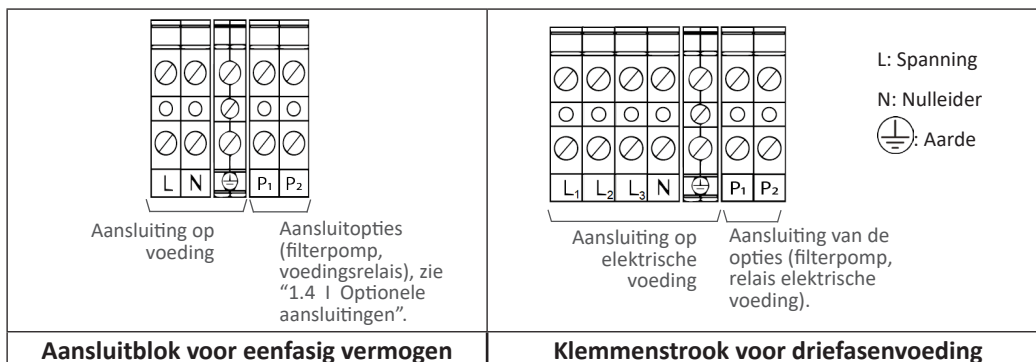 L N P₁ P₂
Aansluiting op
voeding
Aansluitopties
(filterpomp,
voedingsrelais), zie
“1.4 I Optionele
aansluitingen”.
Aansluitblok voor eenfasig vermogen
L₁ L₂ L₃ N P₁ P₂
Aansluiting op
elektrische
voeding
Aansluiting van de
opties (filterpomp,
relais elektrische
voeding).
L: Spanning
N: Nulleider
: Aarde
Klemmenstrook voor driefasenvoeding